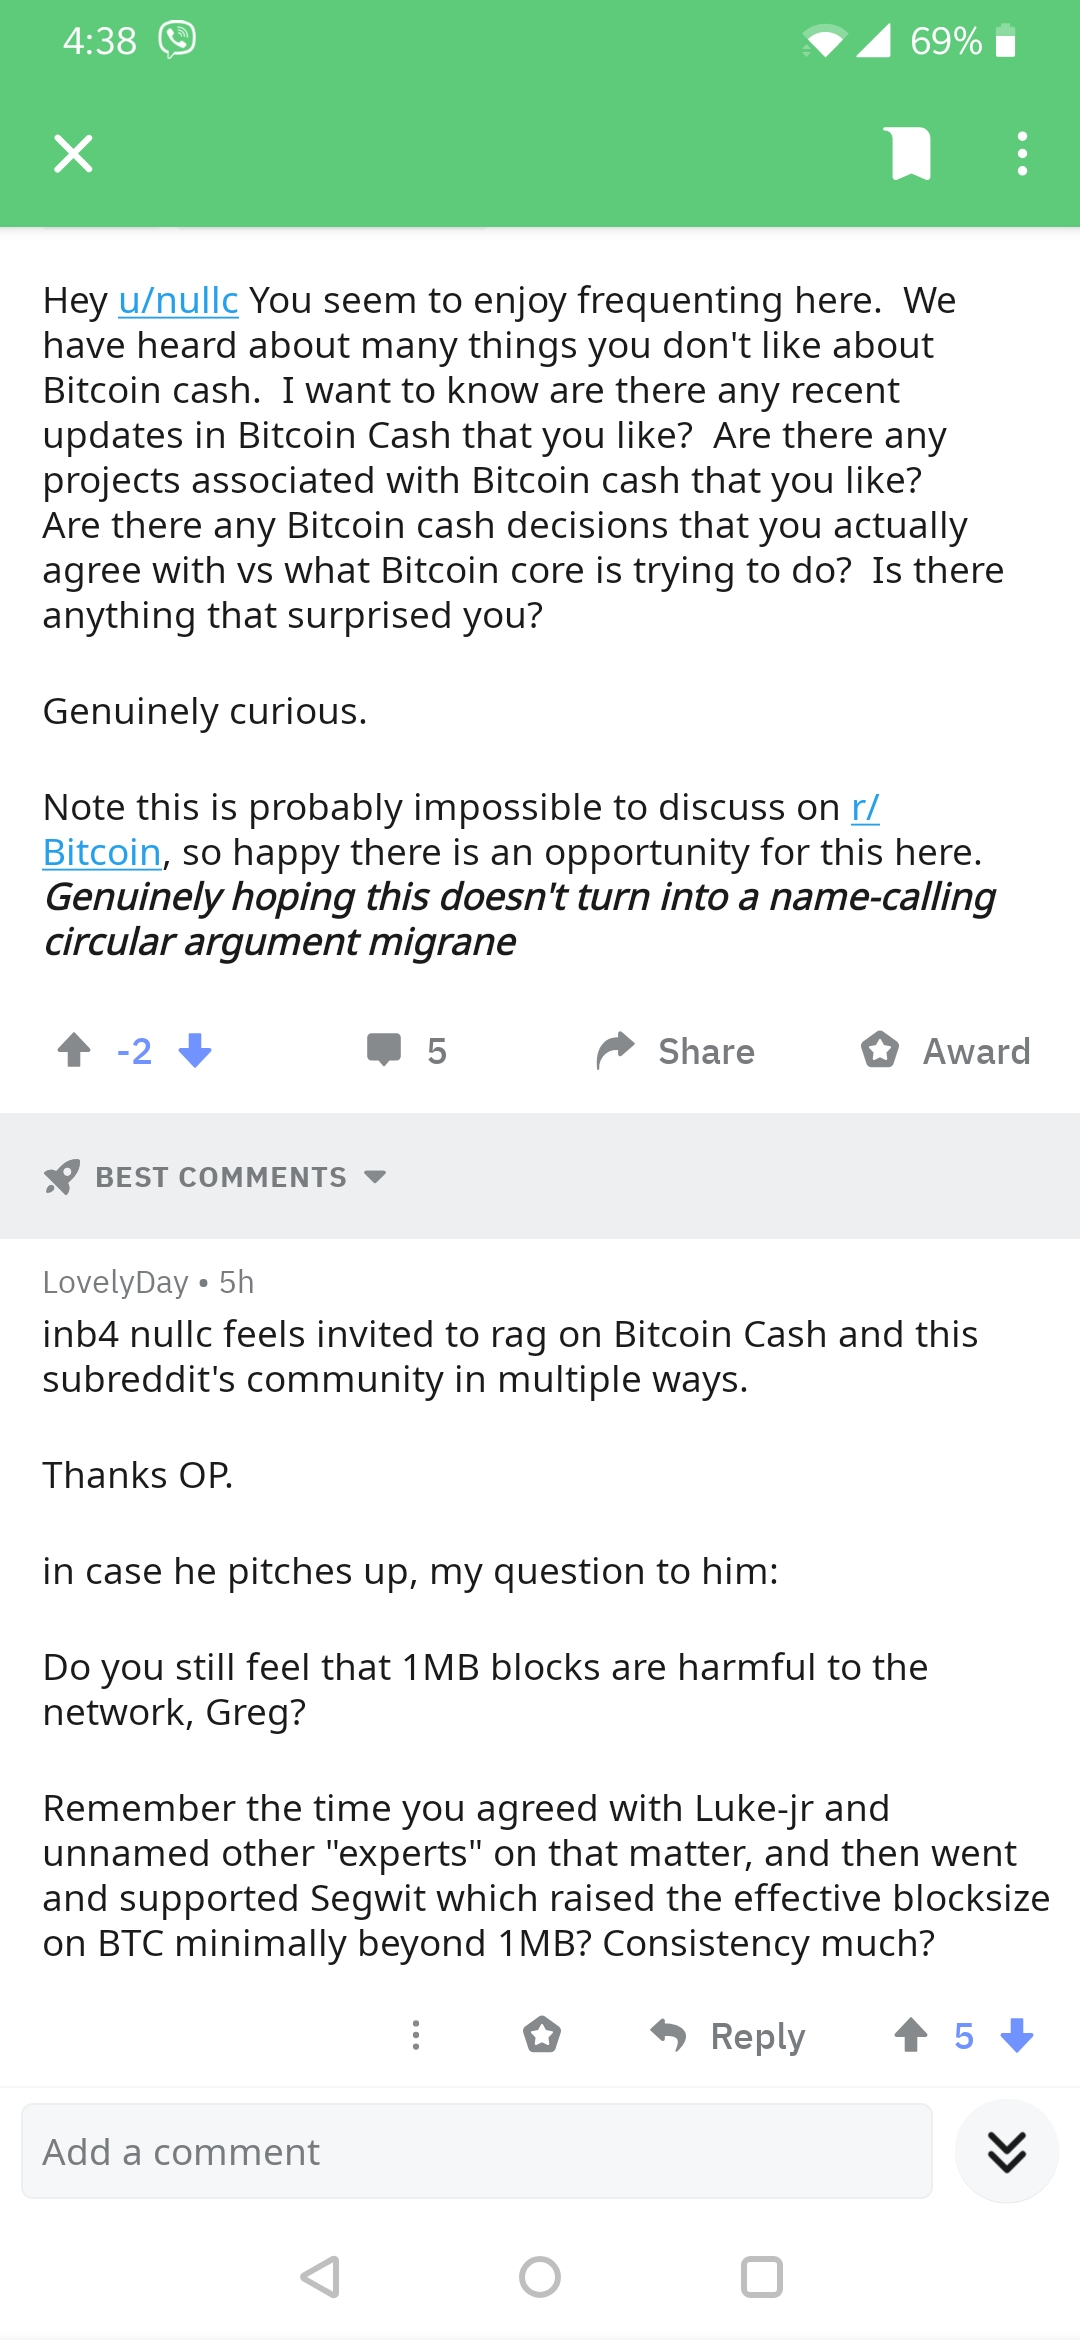 4:38
69%
Hey u/nullc You seem to enjoy frequenting here.  We
have heard about many things you don't like about
Bitcoin cash.  I want to know are there any recent
updates in Bitcoin Cash that you like?  Are there any
projects associated with Bitcoin cash that you like?
Are there any Bitcoin cash decisions that you actually
agree with vs what Bitcoin core is trying to do?  Is there
anything that surprised you?
Genuinely curious.
Note this is probably impossible to discuss on r/
Bitcoin, so happy there is an opportunity for this here.
Genuinely hoping this doesn't turn into a name-calling
circular argument migrane
-2 5 Share Award
BEST COMMENTS
LovelyDay • 5h
inb4 nullc feels invited to rag on Bitcoin Cash and this
subreddit's community in multiple ways.
Thanks OP.
in case he pitches up, my question to him:
Do you still feel that 1MB blocks are harmful to the
network, Greg?
Remember the time you agreed with Luke-jr and
unnamed other "experts" on that matter, and then went
and supported Segwit which raised the effective blocksize
on BTC minimally beyond 1MB? Consistency much?
Reply 5
Add a comment